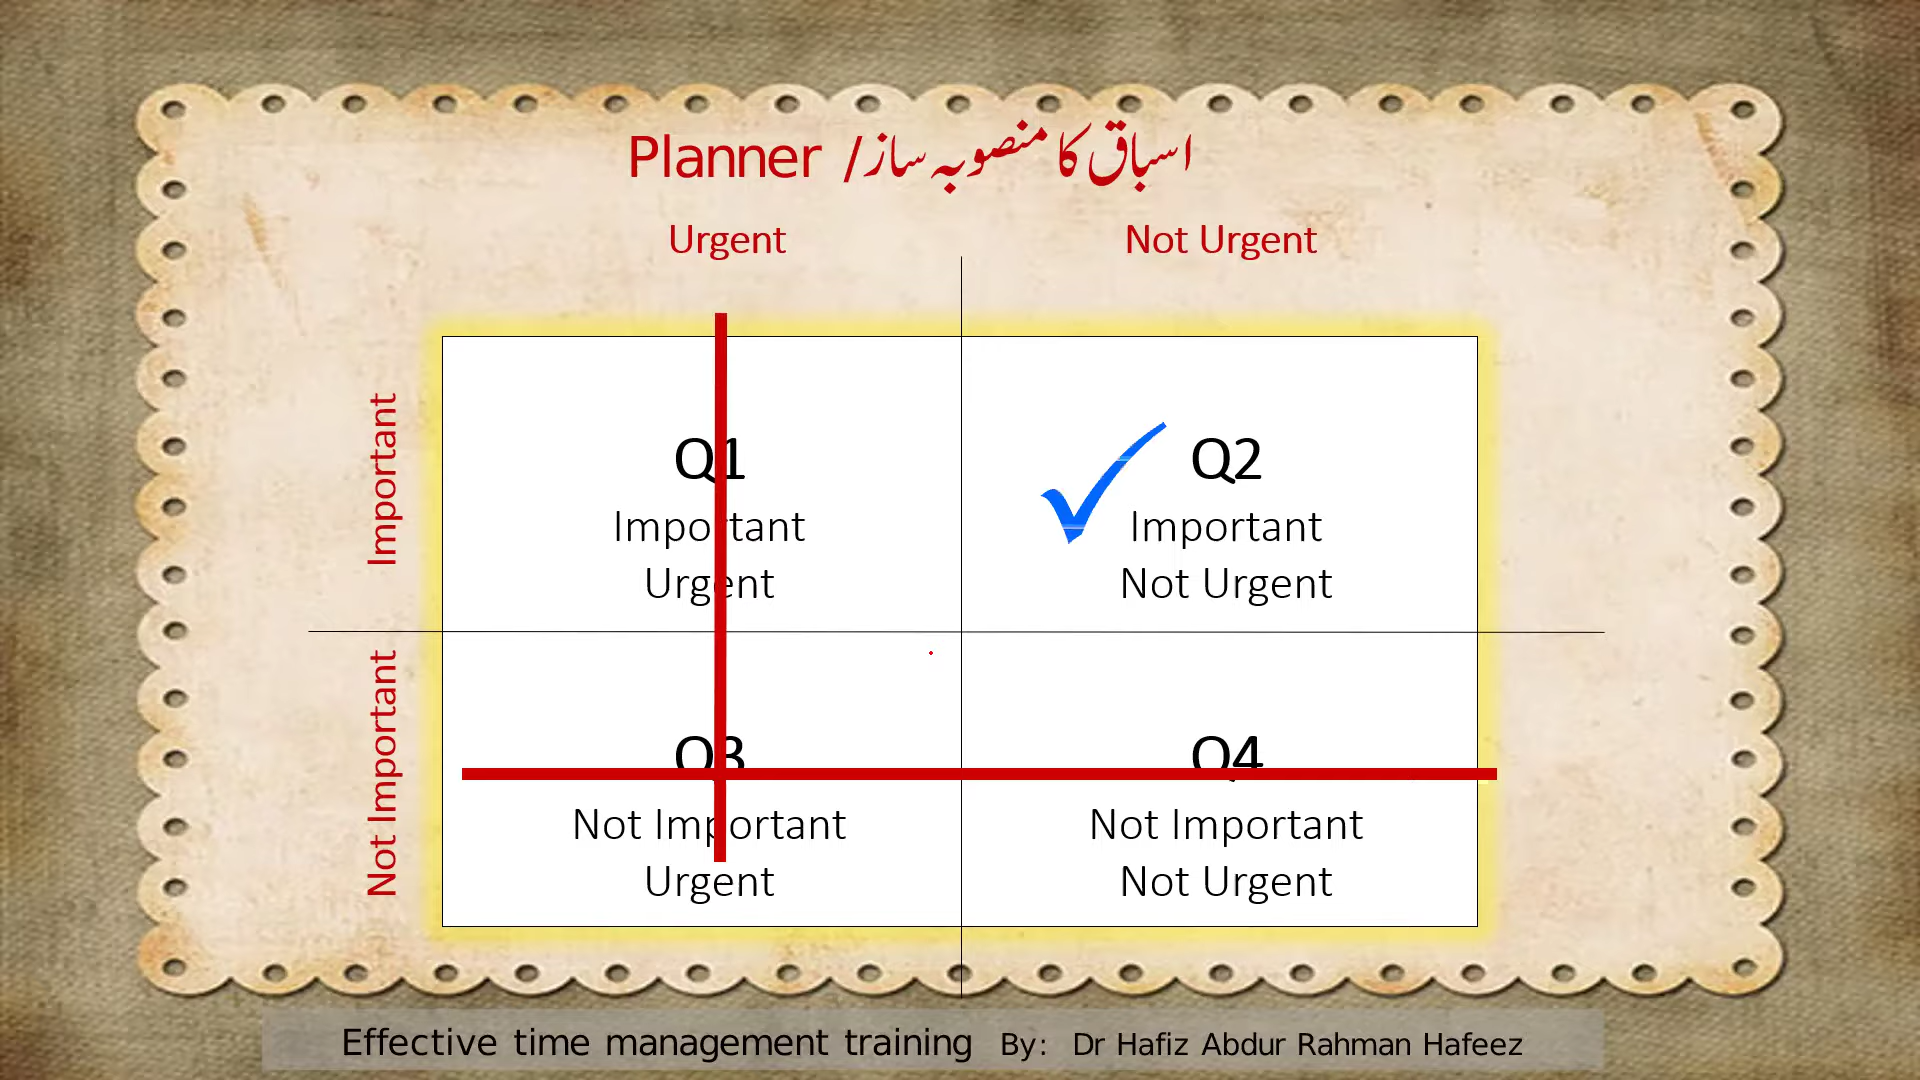 اسباق کا منصوبہ ساز/ Planner
Urgent
Not Urgent
Important
Q1
Important
Urgent
Q2
Important
Not Urgent
Not Important
Q3
Not Important
Urgent
Q4
Not Important
Not Urgent
Effective time management training By: Dr Hafiz Abdur Rahman Hafeez